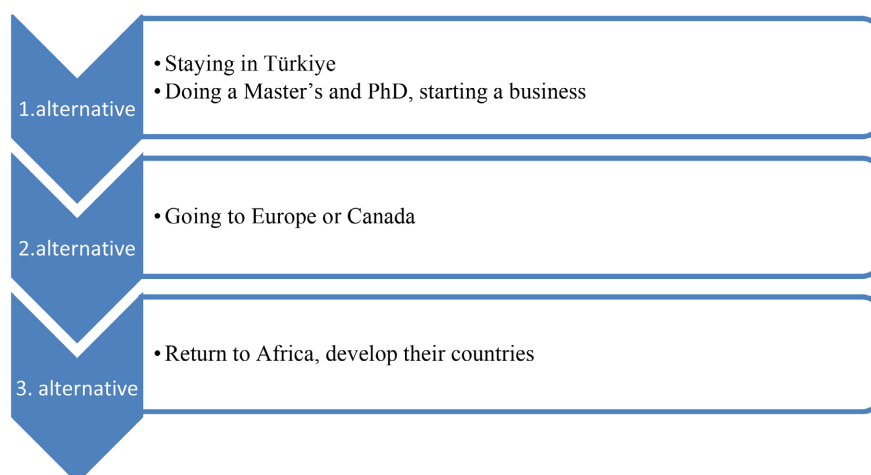 1.alternative
• Staying in Türkiye
• Doing a Master’s and PhD, starting a business
2.alternative
• Going to Europe or Canada
3. alternative
• Return to Africa, develop their countries